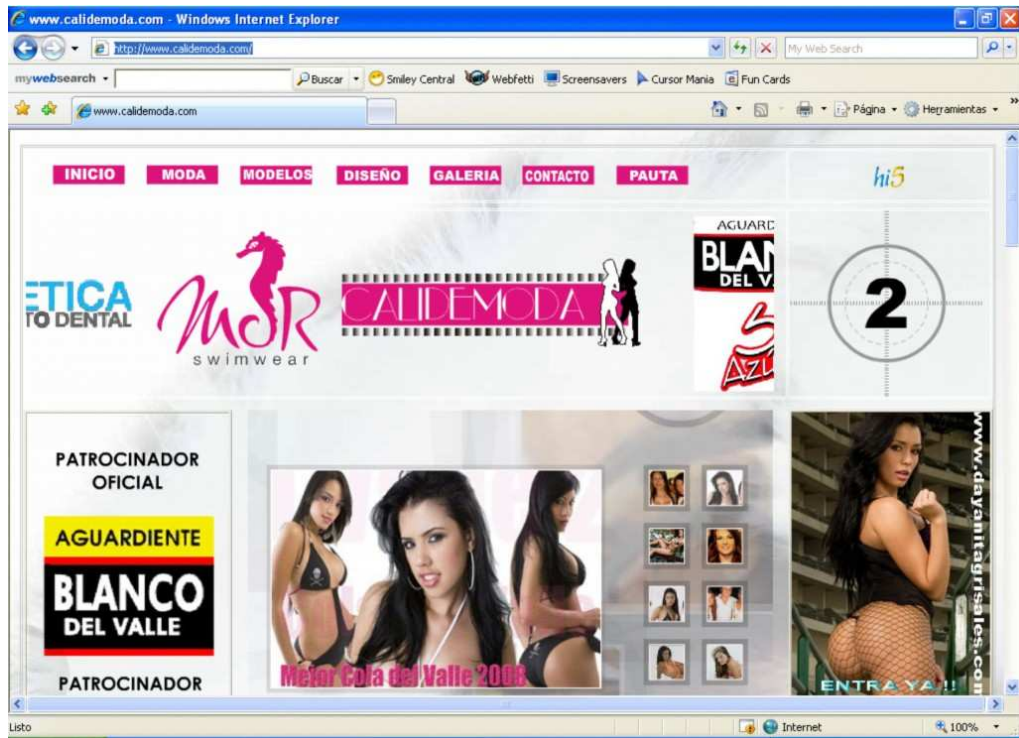 www.calidemoda.com - Windows Internet Explorer
http://www.calidemoda.com/
My Web Search
mywebsearch
Buscar
Smiley Central
Webfetti
Screensavers
Cursor Mania
Fun Cards
www.calidemoda.com
Página
Herramientas
INICIO
MODA
MODELOS
DISEÑO
GALERIA
CONTACTO
PAUTA
hi5
ETICA
TO DENTAL
MOR
swimwear
CALIDEMODA
AGUARD
BLAN
DEL V
AZU
2
PATROCINADOR
OFICIAL
AGUARDIENTE
BLANCO
DEL VALLE
PATROCINADOR
Mejor Cola del Valle 2008
www.dayanitagrisales.com
ENTRA YA !!
Listo
Internet
100%